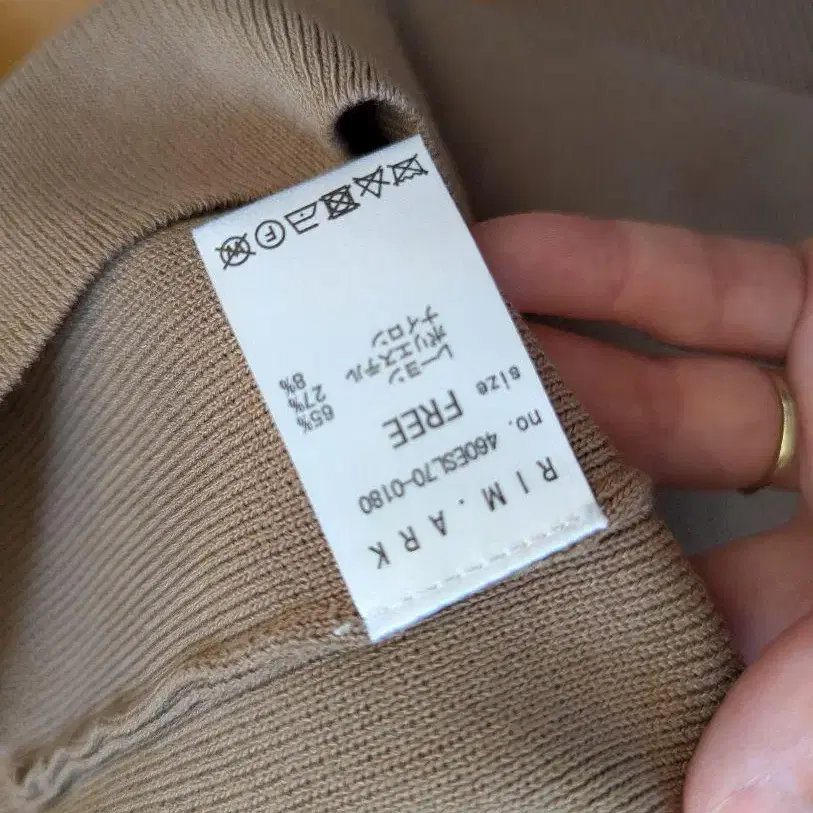 RIM.ARK
no. 460ESL70-0180
size FREE
レーヨン 65%
ポリエステル 27%
ナイロン 8%
F W